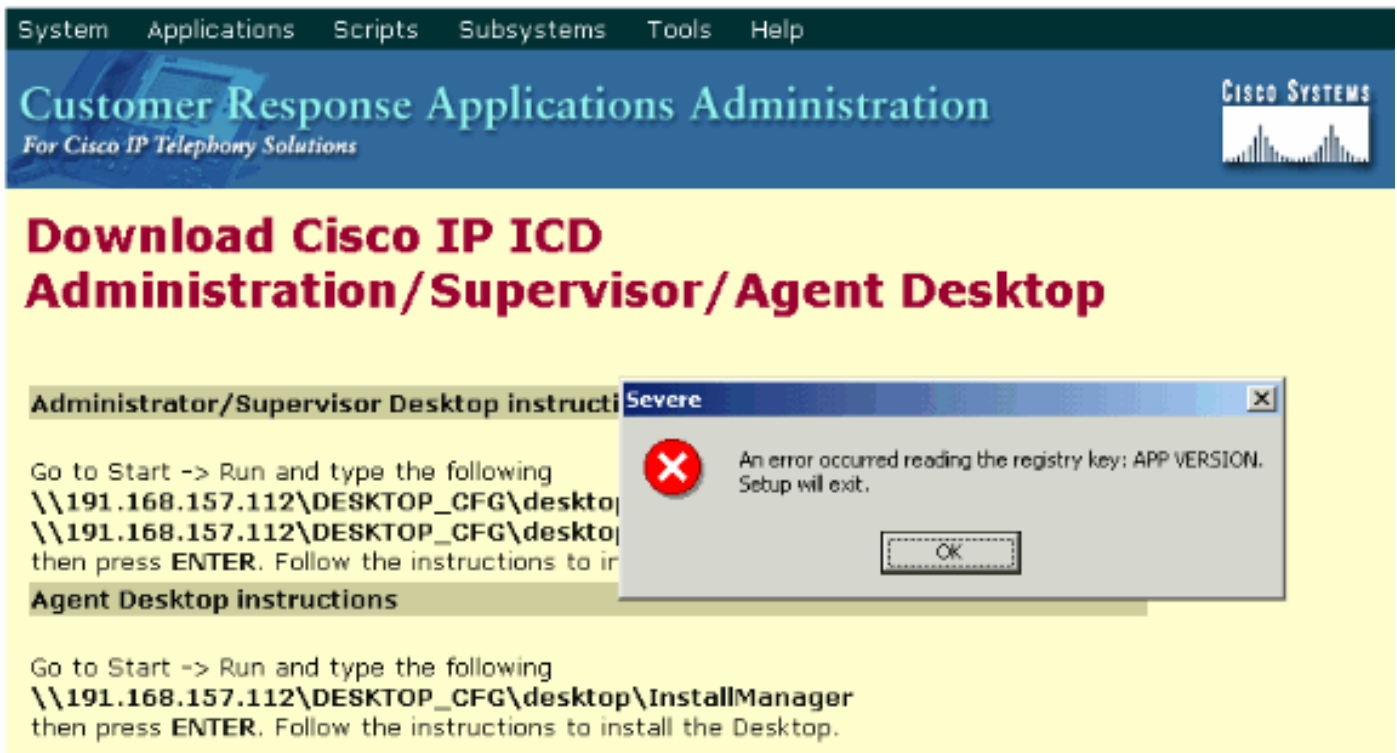 System Applications Scripts Subsystems Tools Help
Customer Response Applications Administration
For Cisco IP Telephony Solutions
CISCO SYSTEMS
Download Cisco IP ICD
Administration/Supervisor/Agent Desktop
Administrator/Supervisor Desktop instructi
Go to Start -> Run and type the following
\\191.168.157.112\DESKTOP_CFG\deskto
\\191.168.157.112\DESKTOP_CFG\deskto
then press ENTER. Follow the instructions to i
Severe
An error occurred reading the registry key: APP VERSION.
Setup will exit.
OK
Agent Desktop instructions
Go to Start -> Run and type the following
\\191.168.157.112\DESKTOP_CFG\desktop\InstallManager
then press ENTER. Follow the instructions to install the Desktop.